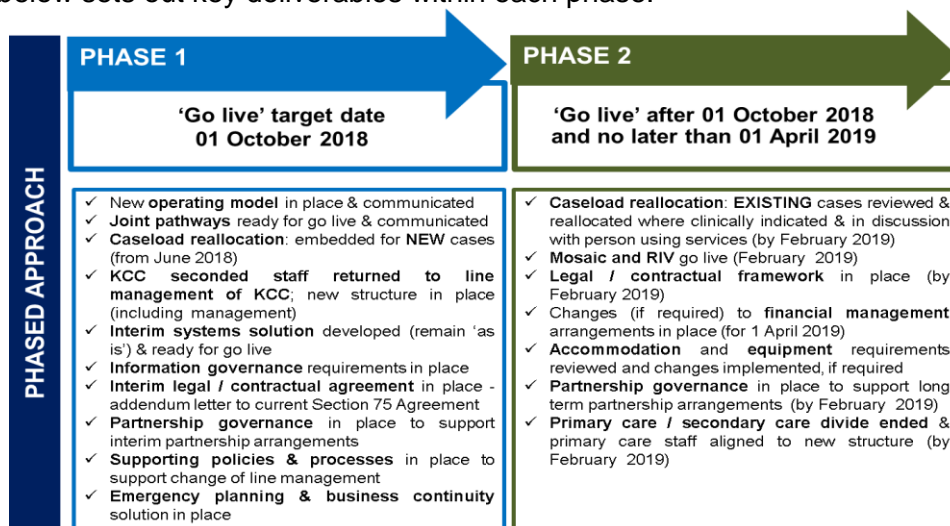 below sets out key deliverables within each phase.
PHASED APPROACH
PHASE 1
'Go live' target date
01 October 2018
✓ New operating model in place & communicated
✓ Joint pathways ready for go live & communicated
✓ Caseload reallocation: embedded for NEW cases
(from June 2018)
✓ KCC seconded staff returned to line
management of KCC; new structure in place
(including management)
✓ Interim systems solution developed (remain 'as
is') & ready for go live
✓ Information governance requirements in place
✓ Interim legal / contractual agreement in place -
addendum letter to current Section 75 Agreement
✓ Partnership governance in place to support
interim partnership arrangements
✓ Supporting policies & processes in place to
support change of line management
✓ Emergency planning & business continuity
solution in place
PHASE 2
'Go live' after 01 October 2018
and no later than 01 April 2019
✓ Caseload reallocation: EXISTING cases reviewed &
reallocated where clinically indicated & in discussion
with person using services (by February 2019)
✓ Mosaic and RIV go live (February 2019)
✓ Legal / contractual framework in place (by
February 2019)
✓ Changes (if required) to financial management
arrangements in place (for 1 April 2019)
✓ Accommodation and equipment requirements
reviewed and changes implemented, if required
✓ Partnership governance in place to support long
term partnership arrangements (by February 2019)
✓ Primary care / secondary care divide ended &
primary care staff aligned to new structure (by
February 2019)